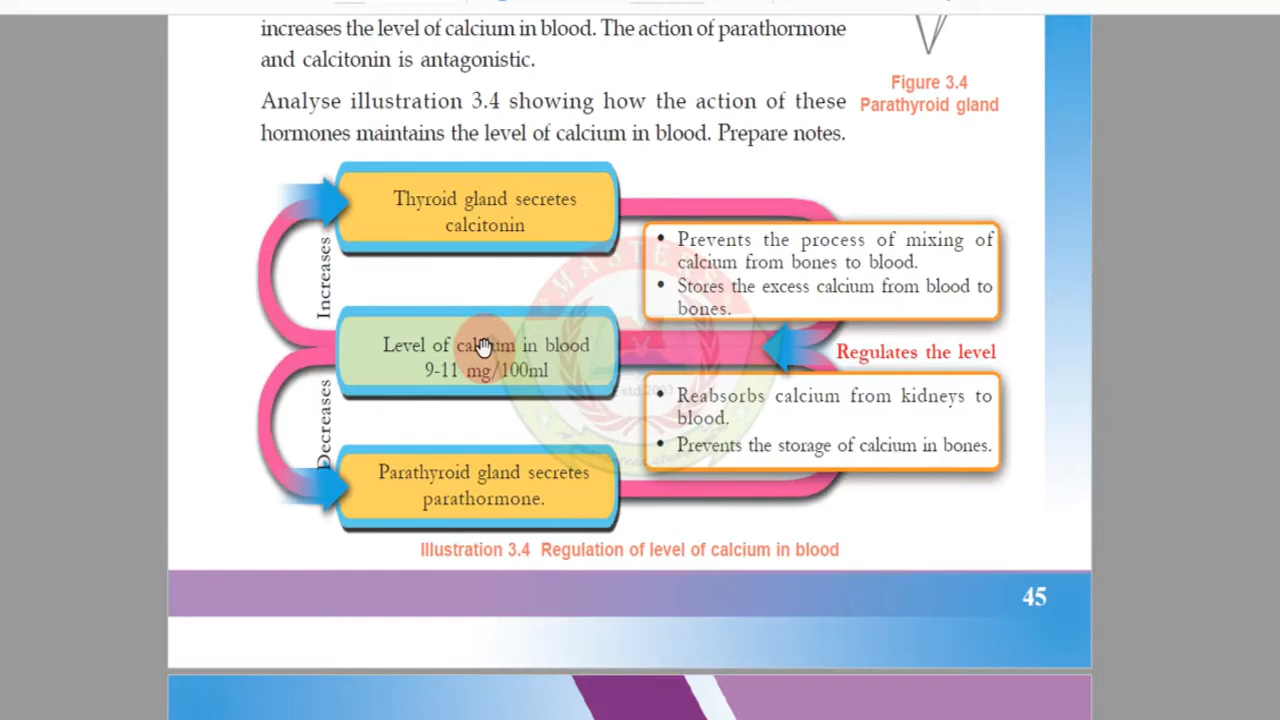 increases the level of calcium in blood. The action of parathormone
and calcitonin is antagonistic.
Figure 3.4
Parathyroid gland
Analyse illustration 3.4 showing how the action of these
hormones maintains the level of calcium in blood. Prepare notes.
Thyroid gland secretes
calcitonin
Increases
• Prevents the process of mixing of
calcium from bones to blood.
• Stores the excess calcium from blood to
bones.
Level of calcium in blood
9-11 mg/100ml
Regulates the level
Decreases
• Reabsorbs calcium from kidneys to
blood.
• Prevents the storage of calcium in bones.
Parathyroid gland secretes
parathormone.
Illustration 3.4 Regulation of level of calcium in blood
45